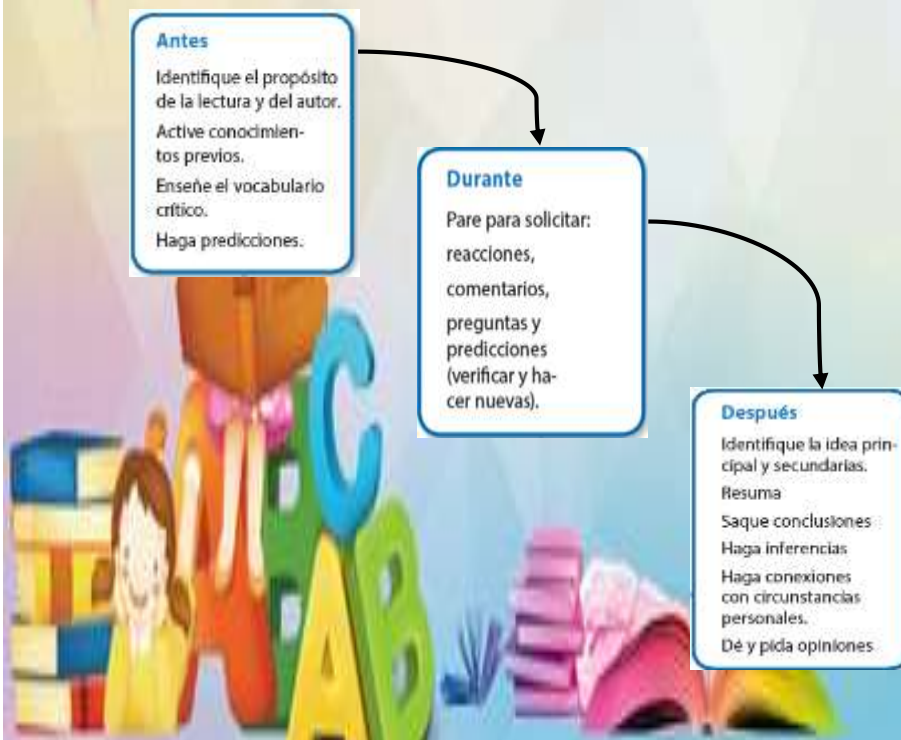 Antes
Identifique el propósito
de la lectura y del autor.
Active conocimien-
tos previos.
Enseñe el vocabulario
crítico.
Haga predicciones.
Durante
Pare para solicitar:
reacciones,
comentarios,
preguntas y
predicciones
(verificar y ha-
cer nuevas).
Después
Identifique la idea prin-
cipal y secundarias.
Resuma
Saque conclusiones
Haga inferencias
Haga conexiones
con circunstancias
personales.
Dé y pida opiniones
C
A
B